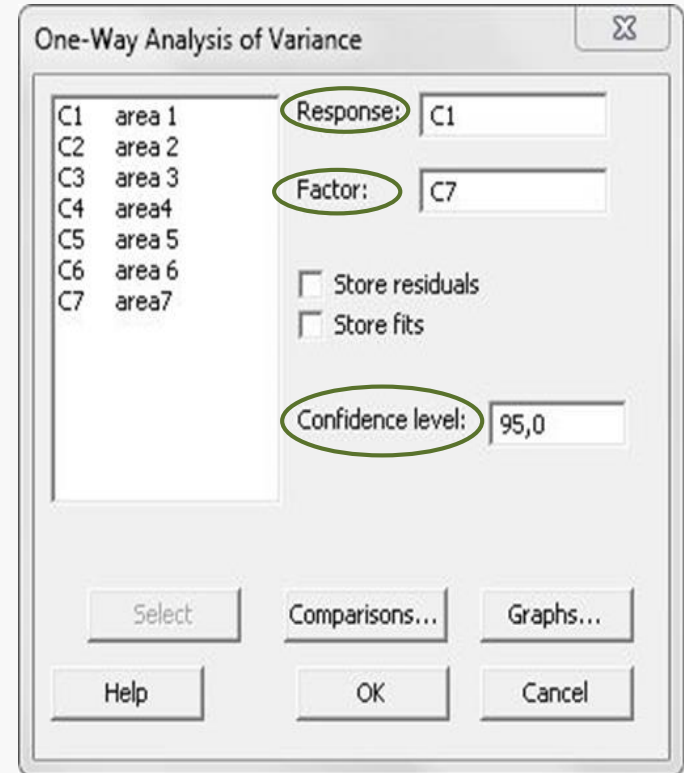 One-Way Analysis of Variance
C1 area 1
C2 area 2
C3 area 3
C4 area4
C5 area 5
C6 area 6
C7 area7
Response: C1
Factor: C7
Store residuals
Store fits
Confidence level: 95,0
Select Comparisons... Graphs...
Help OK Cancel